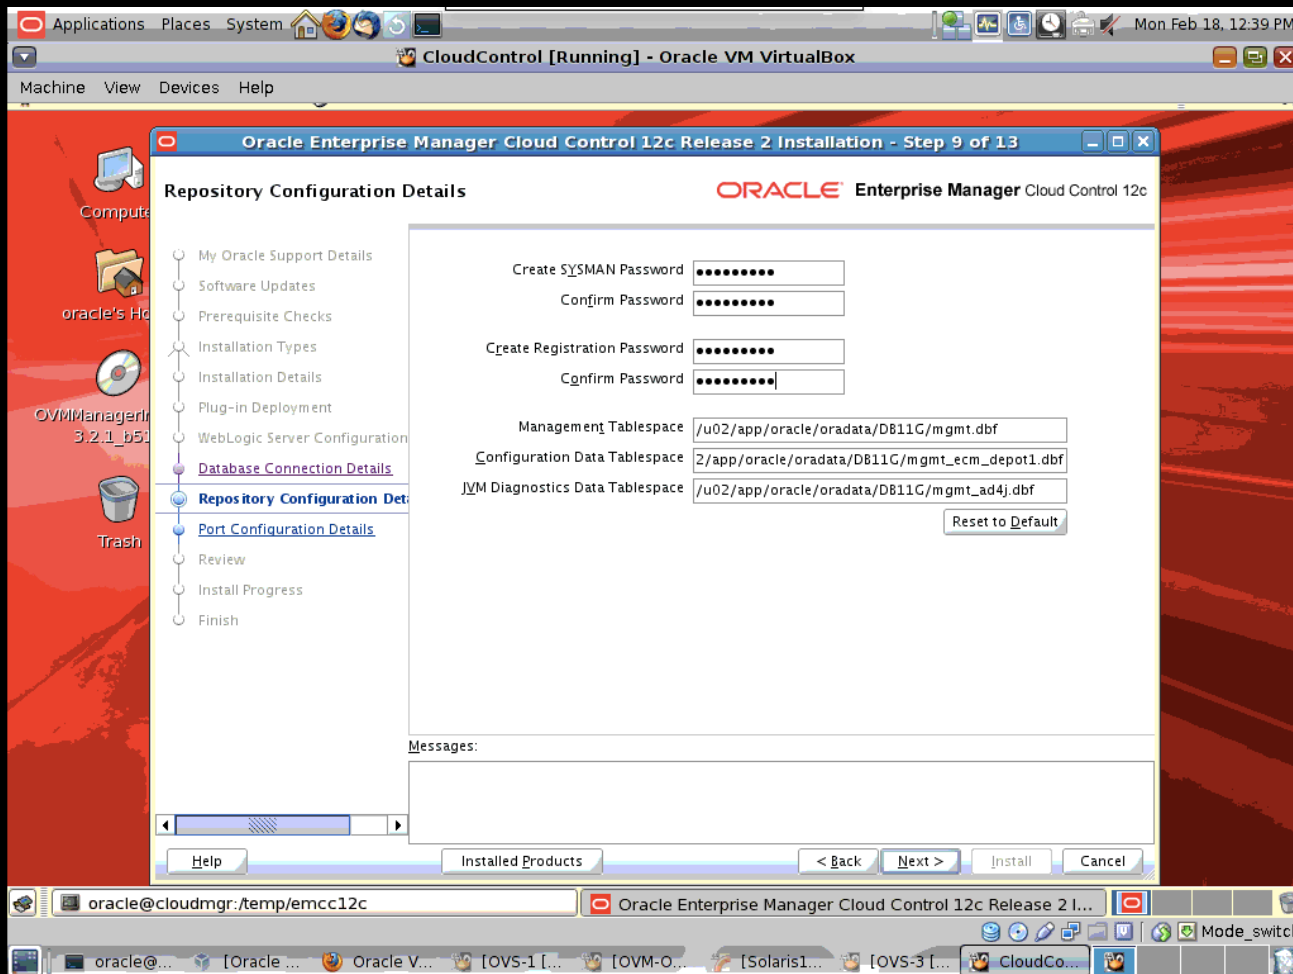 Applications Places System
Mon Feb 18, 12:39 PM
CloudControl [Running] - Oracle VM VirtualBox
Machine View Devices Help
Oracle Enterprise Manager Cloud Control 12c Release 2 Installation - Step 9 of 13
Repository Configuration Details
ORACLE Enterprise Manager Cloud Control 12c
Compute
oracle's Ho
OVMManagerIn
3.2.1_b51
Trash
My Oracle Support Details
Software Updates
Prerequisite Checks
Installation Types
Installation Details
Plug-in Deployment
WebLogic Server Configuration
Database Connection Details
Repository Configuration Deta
Port Configuration Details
Review
Install Progress
Finish
Create SYSMAN Password •••••••••
Confirm Password •••••••••
Create Registration Password •••••••••
Confirm Password •••••••••
Management Tablespace /u02/app/oracle/oradata/DB11G/mgmt.dbf
Configuration Data Tablespace 2/app/oracle/oradata/DB11G/mgmt_ecm_depot1.dbf
JVM Diagnostics Data Tablespace /u02/app/oracle/oradata/DB11G/mgmt_ad4j.dbf
Reset to Default
Messages:
Help Installed Products < Back Next > Install Cancel
oracle@cloudmgr:/temp/emcc12c
Oracle Enterprise Manager Cloud Control 12c Release 2 I...
Mode_switch
oracle@... [Oracle ... Oracle V... [OVS-1 [... [OVM-O... [Solaris1... [OVS-3 [... CloudCo...